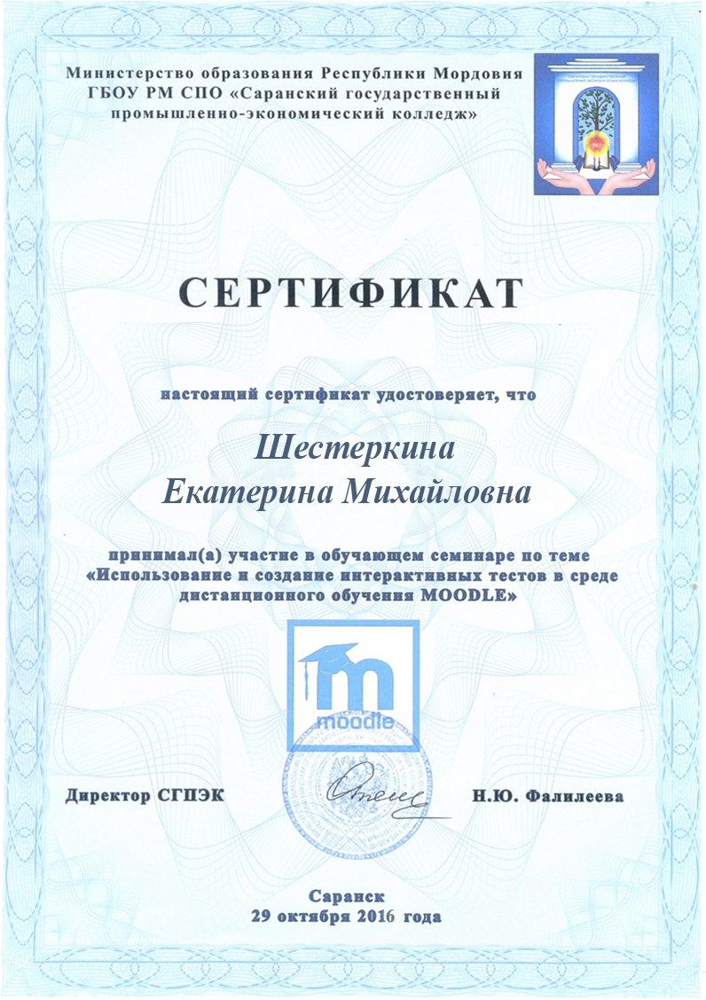 Министерство образования Республики Мордовия
ГБОУ РМ СПО «Саранский государственный
промышленно-экономический колледж»
СЕРТИФИКАТ
настоящий сертификат удостоверяет, что
Шестеркина
Екатерина Михайловна
принимал(а) участие в обучающем семинаре по теме
«Использование и создание интерактивных тестов в среде
дистанционного обучения MOODLE»
m
moodle
Директор СГПЭК
Н.Ю. Фалилеева
Саранск
29 октября 2016 года